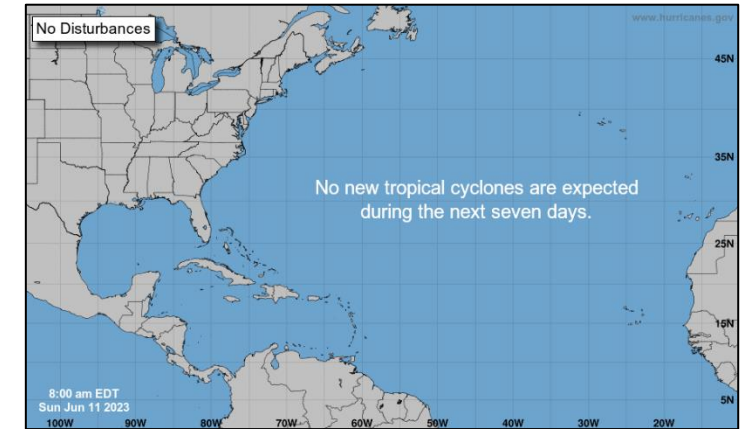 No Disturbances
www.hurricanes.gov
45N
35N
No new tropical cyclones are expected
during the next seven days.
25N
15N
8:00 am EDT
Sun Jun 11 2023
5N
100W 90W 80W 70W 60W 50W 40W 30W 20W